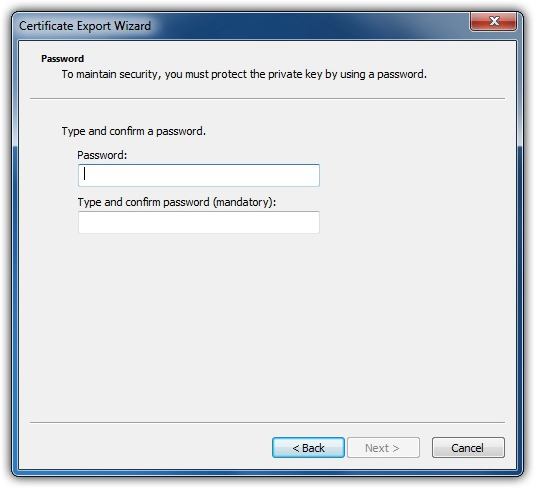 Certificate Export Wizard
Password
To maintain security, you must protect the private key by using a password.
Type and confirm a password.
Password:
Type and confirm password (mandatory):
< Back Next > Cancel